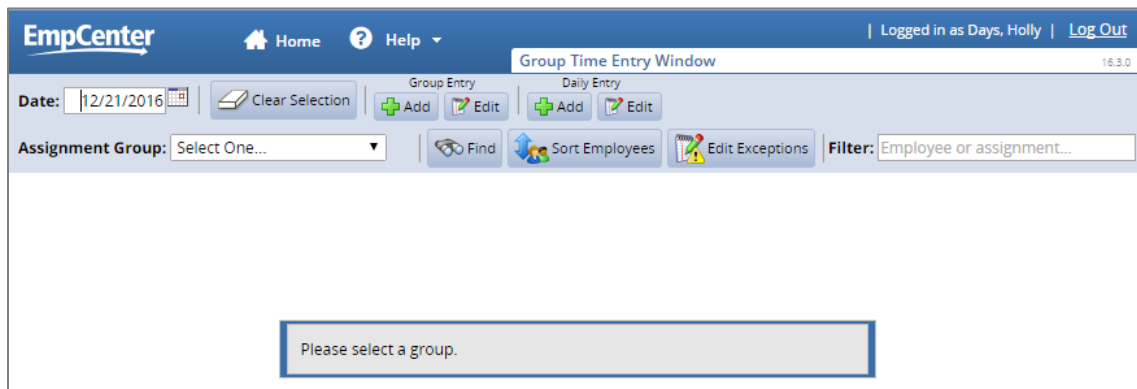 EmpCenter Home Help | Logged in as Days, Holly | Log Out
Group Time Entry Window 16.3.0
Group Entry Daily Entry
Date: 12/21/2016 Clear Selection Add Edit Add Edit
Assignment Group: Select One... Find Sort Employees Edit Exceptions Filter: Employee or assignment...
Please select a group.